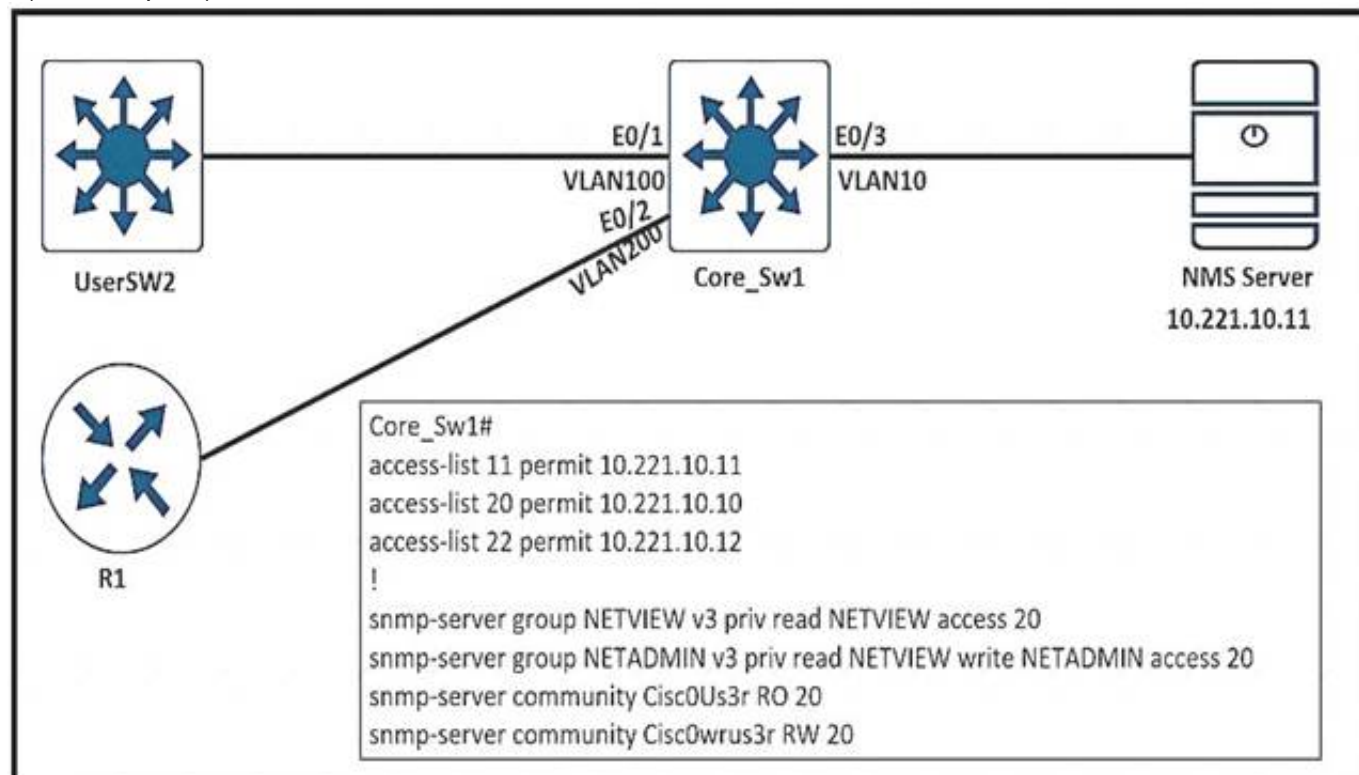 E0/1
E0/3
VLAN100
VLAN10
E0/2
VLAN200
UserSW2
Core_Sw1
NMS Server
10.221.10.11
R1
Core_Sw1#
access-list 11 permit 10.221.10.11
access-list 20 permit 10.221.10.10
access-list 22 permit 10.221.10.12
!
snmp-server group NETVIEW v3 priv read NETVIEW access 20
snmp-server group NETADMIN v3 priv read NETVIEW write NETADMIN access 20
snmp-server community Cisc0Us3r RO 20
snmp-server community Cisc0wrus3r RW 20